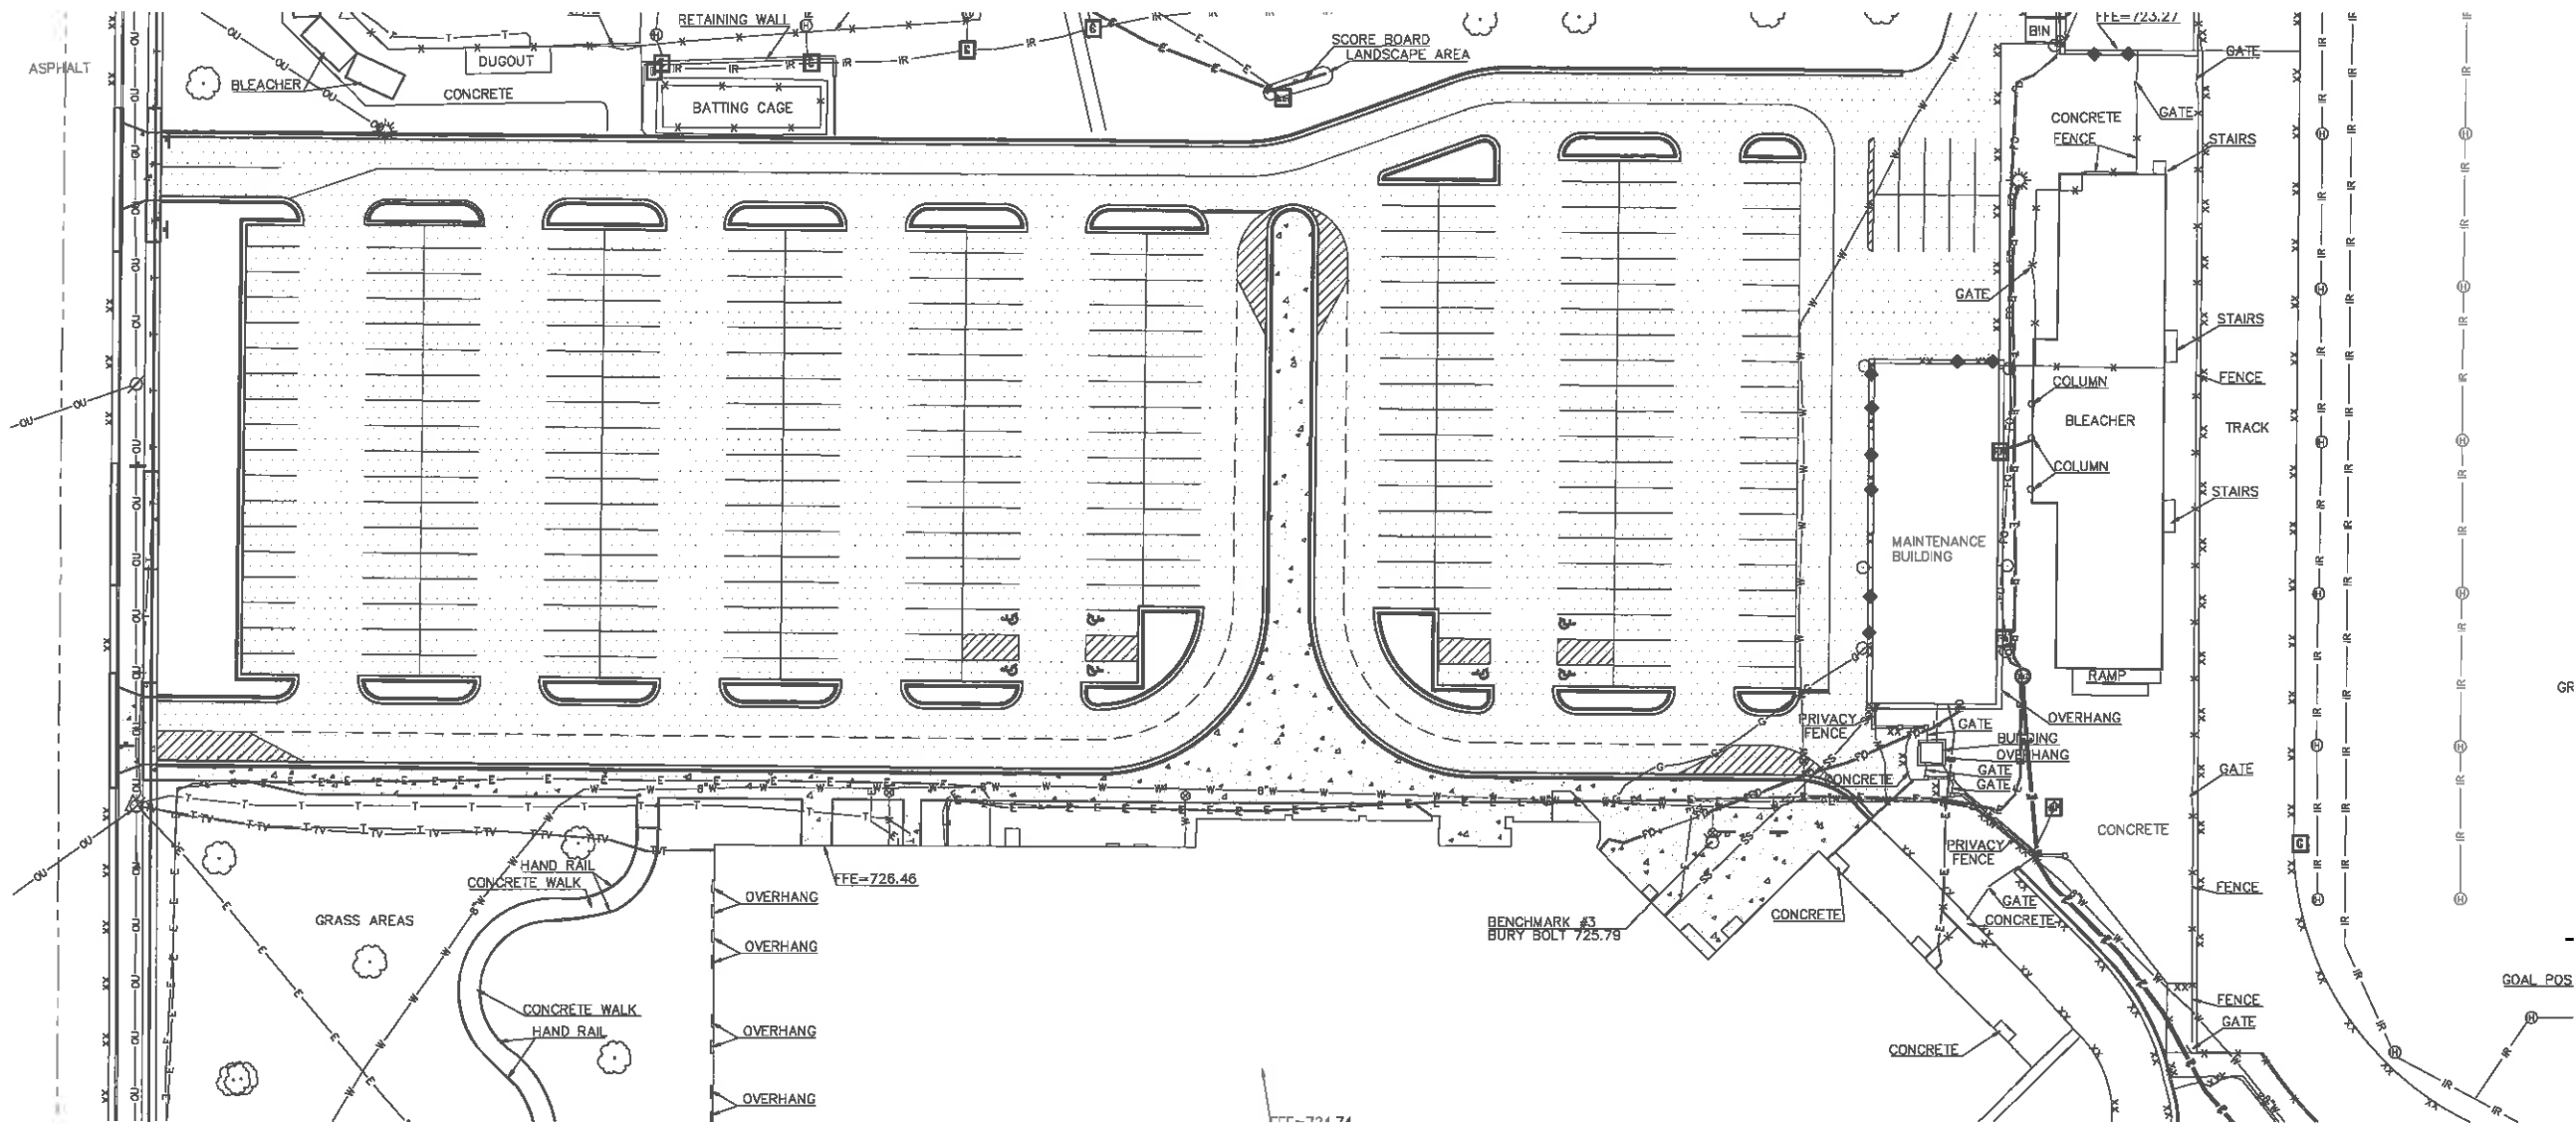 RETAINING WALL
FFE=723.27
BIN
GATE
SCORE BOARD
LANDSCAPE AREA
ASPHALT
DUGOUT
BLEACHER
CONCRETE
BATTING CAGE
GATE
CONCRETE
FENCE
STAIRS
GATE
STAIRS
COLUMN
FENCE
BLEACHER
TRACK
COLUMN
STAIRS
MAINTENANCE
BUILDING
RAMP
OVERHANG
PRIVACY
FENCE
GATE
BUILDING
OVERHANG
GATE
GATE
GATE
CONCRETE
CONCRETE
PRIVACY
FENCE
HAND RAIL
CONCRETE WALK
FFE=726.46
OVERHANG
FENCE
GATE
CONCRETE
GRASS AREAS
BENCHMARK #3
BURY BOLT 725.79
CONCRETE
OVERHANG
GOAL POS
CONCRETE WALK
FENCE
HAND RAIL
OVERHANG
GATE
CONCRETE
OVERHANG